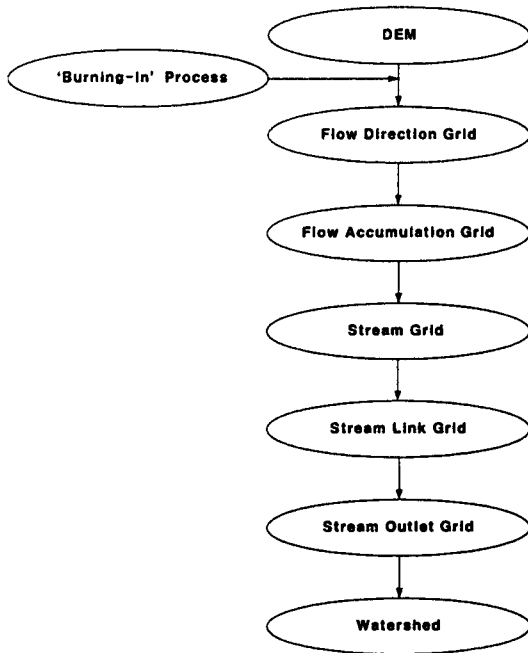 DEM
'Burning-In' Process
Flow Direction Grid
Flow Accumulation Grid
Stream Grid
Stream Link Grid
Stream Outlet Grid
Watershed